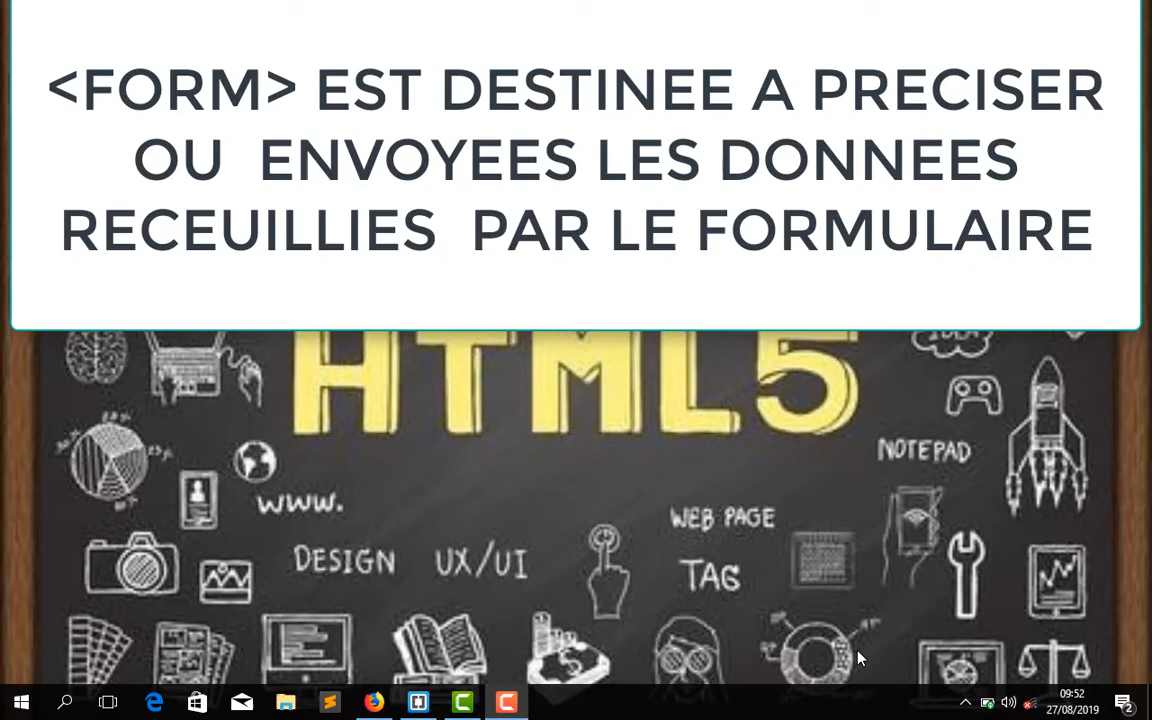 <FORM> EST DESTINEE A PRECISER
OU ENVOYEES LES DONNEES
RECEUILLIES PAR LE FORMULAIRE
HTML5
NOTEPAD
www.
WEB PAGE
DESIGN UX/UI
TAG
09:52
27/08/2019
2